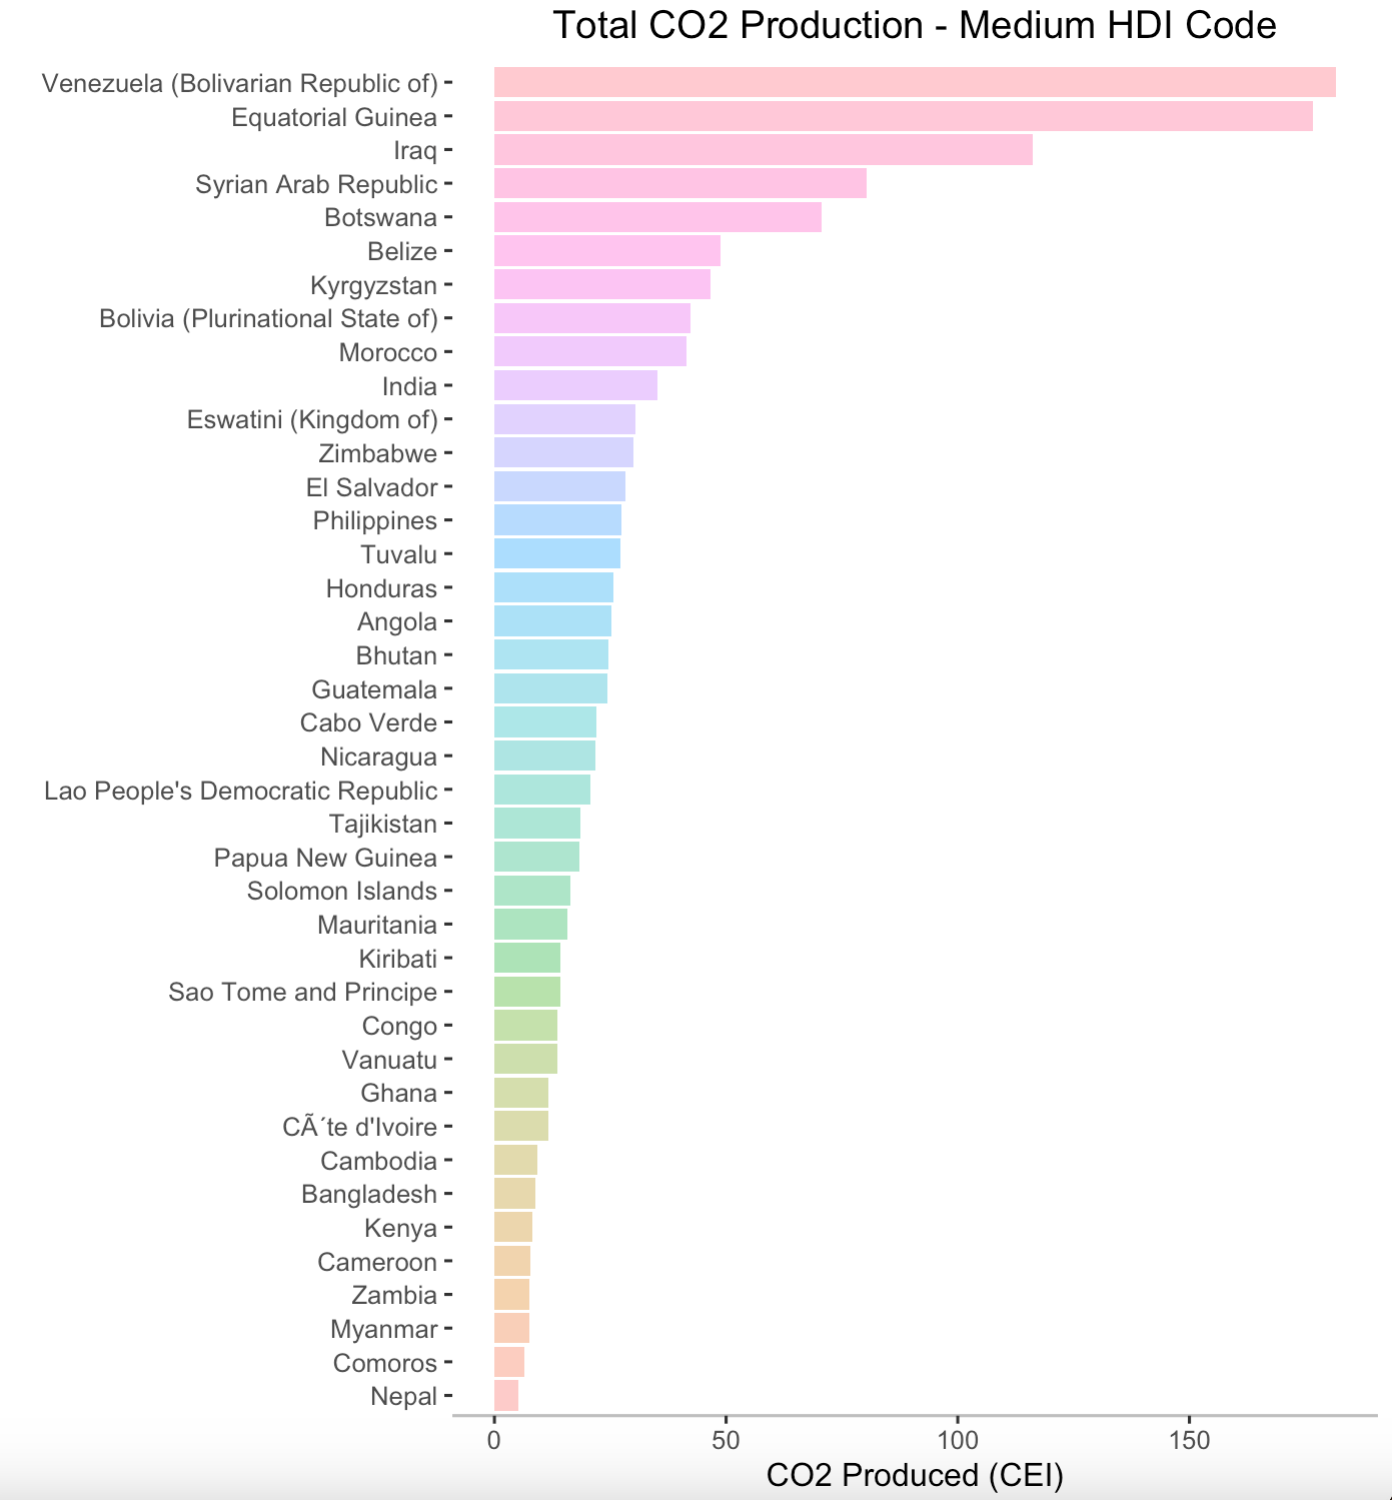 Total CO2 Production - Medium HDI Code
Venezuela (Bolivarian Republic of)
Equatorial Guinea
Iraq
Syrian Arab Republic
Botswana
Belize
Kyrgyzstan
Bolivia (Plurinational State of)
Morocco
India
Eswatini (Kingdom of)
Zimbabwe
El Salvador
Philippines
Tuvalu
Honduras
Angola
Bhutan
Guatemala
Cabo Verde
Nicaragua
Lao People's Democratic Republic
Tajikistan
Papua New Guinea
Solomon Islands
Mauritania
Kiribati
Sao Tome and Principe
Congo
Vanuatu
Ghana
CÃ´te d'Ivoire
Cambodia
Bangladesh
Kenya
Cameroon
Zambia
Myanmar
Comoros
Nepal
0 50 100 150
CO2 Produced (CEI)